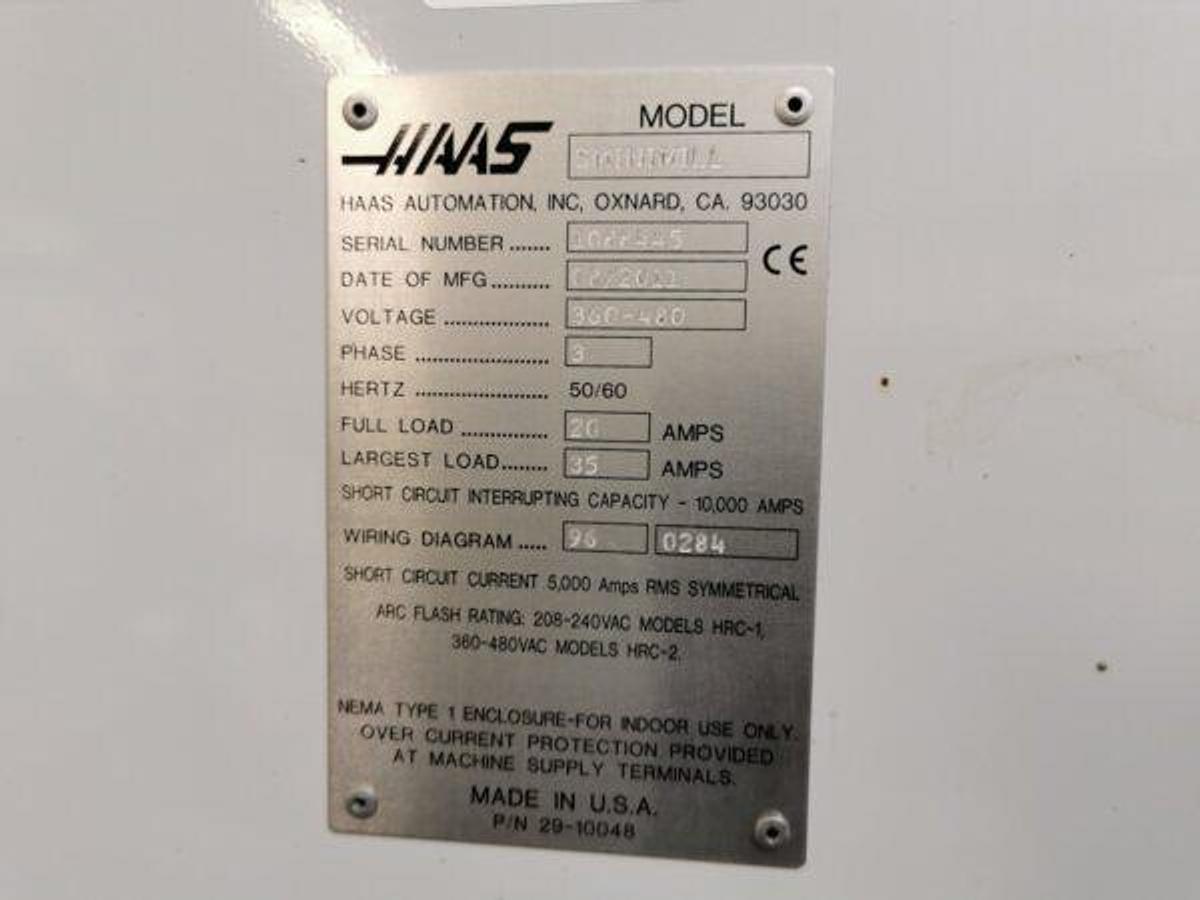 HAAS
MODEL
HAAS AUTOMATION, INC, OXNARD, CA. 93030
SERIAL NUMBER .......
CE
DATE OF MFG..........
VOLTAGE .................. 360-480
PHASE ....................... 3
HERTZ ....................... 50/60
FULL LOAD ............... 20 AMPS
LARGEST LOAD........ 35 AMPS
SHORT CIRCUIT INTERRUPTING CAPACITY - 10,000 AMPS
WIRING DIAGRAM ..... 96 0284
SHORT CIRCUIT CURRENT 5,000 Amps RMS SYMMETRICAL
ARC FLASH RATING: 208-240VAC MODELS HRC-1,
360-480VAC MODELS HRC-2.
NEMA TYPE 1 ENCLOSURE-FOR INDOOR USE ONLY.
OVER CURRENT PROTECTION PROVIDED
AT MACHINE SUPPLY TERMINALS.
MADE IN U.S.A.
P/N 29-10048